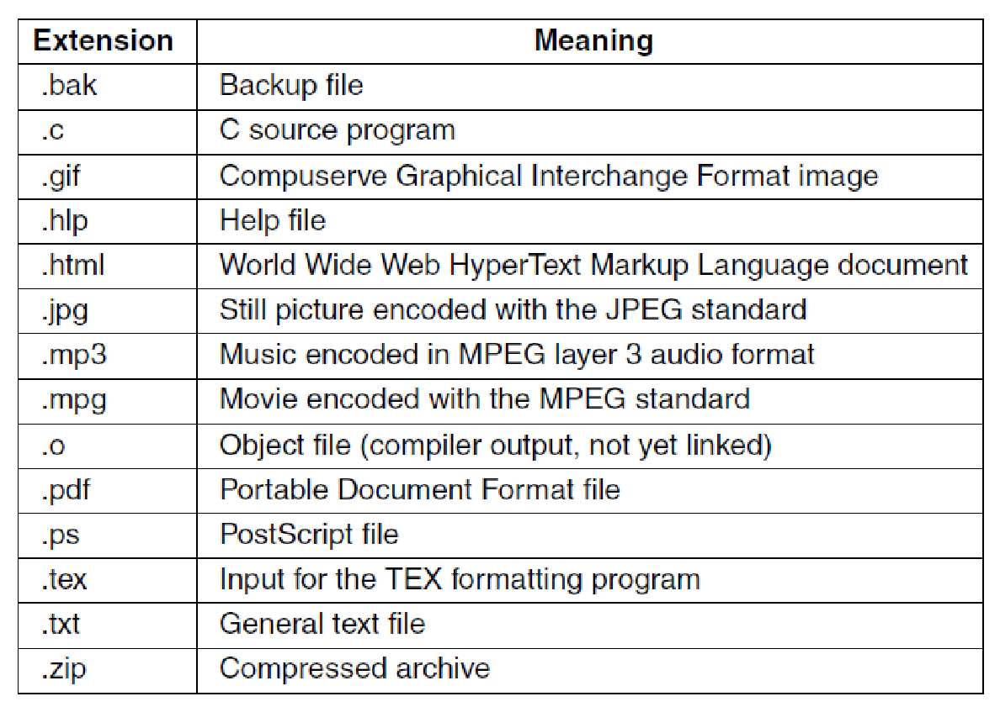 Extension Meaning
.bak Backup file
.c C source program
.gif Compuserve Graphical Interchange Format image
.hlp Help file
.html World Wide Web HyperText Markup Language document
.jpg Still picture encoded with the JPEG standard
.mp3 Music encoded in MPEG layer 3 audio format
.mpg Movie encoded with the MPEG standard
.o Object file (compiler output, not yet linked)
.pdf Portable Document Format file
.ps PostScript file
.tex Input for the TEX formatting program
.txt General text file
.zip Compressed archive